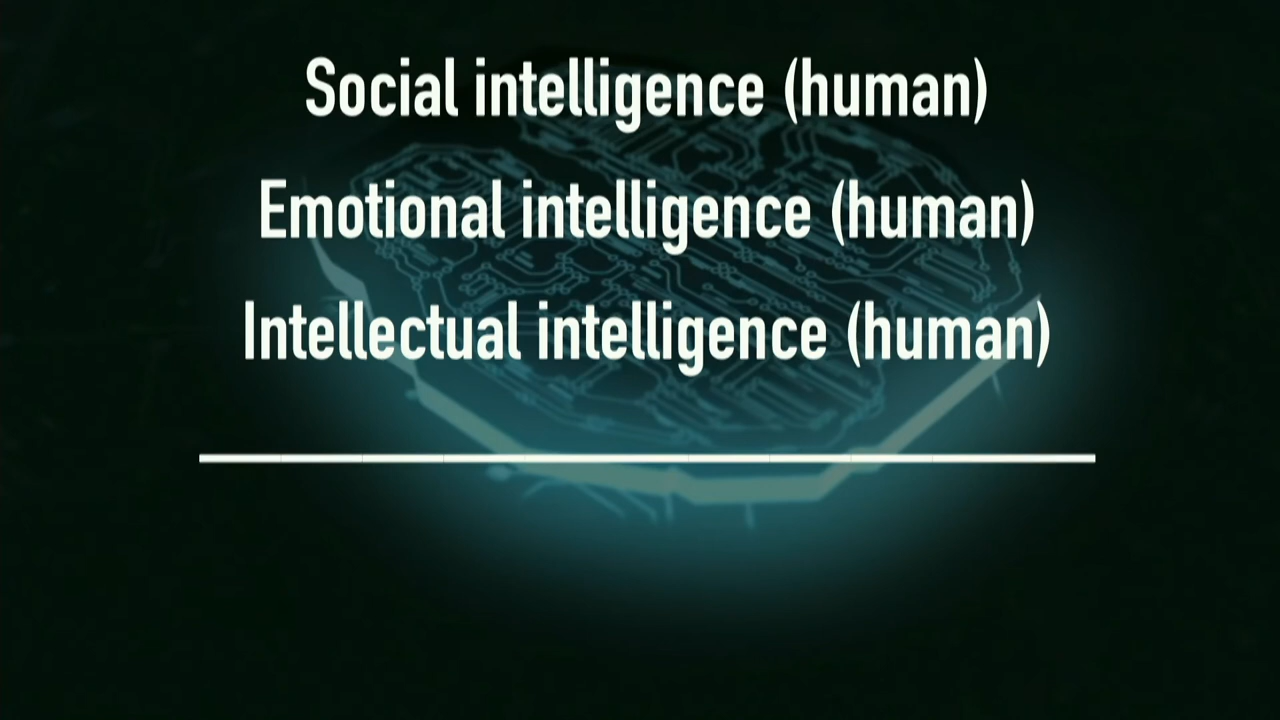 Social intelligence (human)
Emotional intelligence (human)
Intellectual intelligence (human)